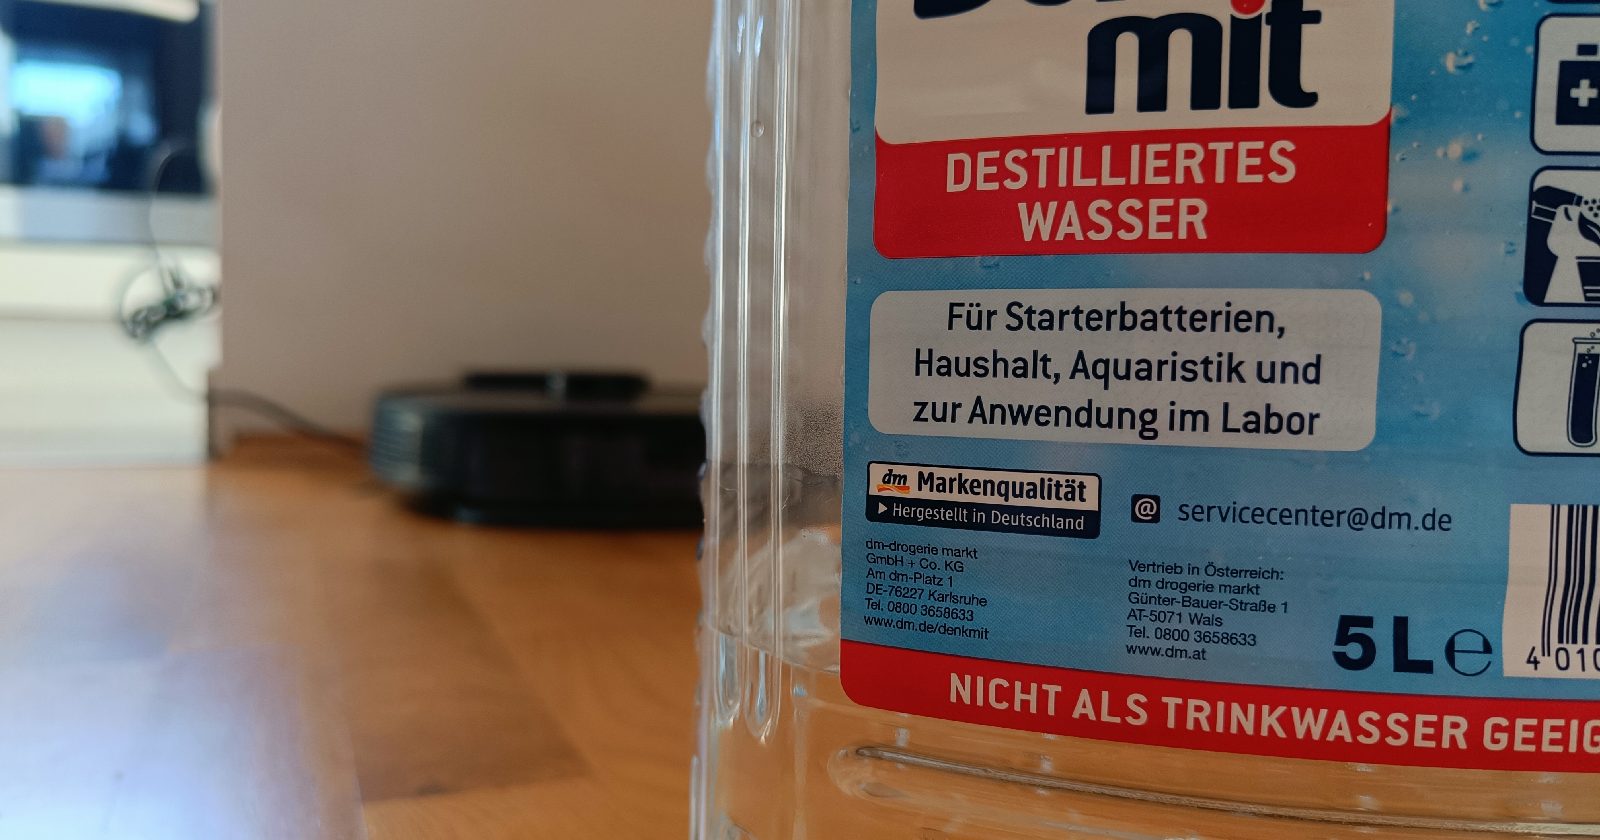 mit
DESTILLIERTES
WASSER
Für Starterbatterien,
Haushalt, Aquaristik und
zur Anwendung im Labor
dm Markenqualität
Hergestellt in Deutschland
@ servicecenter@dm.de
dm-drogerie markt
GmbH + Co. KG
Am dm-Platz 1
DE-76227 Karlsruhe
Tel. 0800 3658633
www.dm.de/denkmit
Vertrieb in Österreich:
dm drogerie markt
Günter-Bauer-Straße 1
AT-5071 Wals
Tel. 0800 3658633
www.dm.at
5 L ℮
4 010
NICHT ALS TRINKWASSER